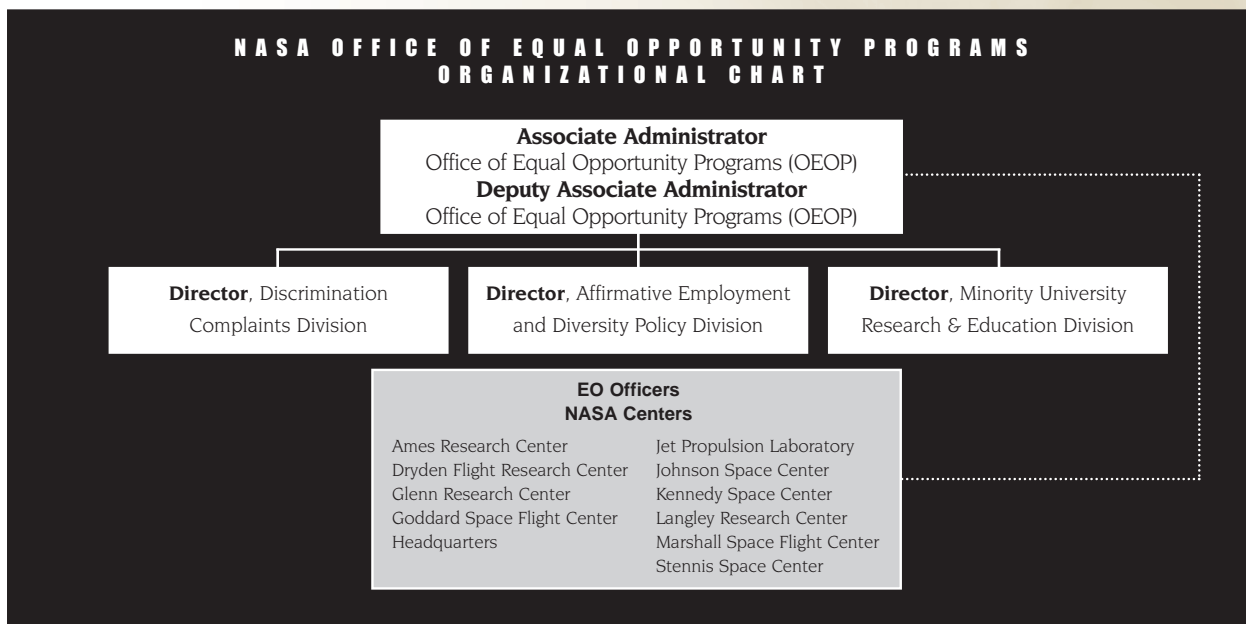 NASA OFFICE OF EQUAL OPPORTUNITY PROGRAMS
ORGANIZATIONAL CHART
Associate Administrator
Office of Equal Opportunity Programs (OEOP)
Deputy Associate Administrator
Office of Equal Opportunity Programs (OEOP)
Director, Discrimination
Complaints Division
Director, Affirmative Employment
and Diversity Policy Division
Director, Minority University
Research & Education Division
EO Officers
NASA Centers
Ames Research Center
Dryden Flight Research Center
Glenn Research Center
Goddard Space Flight Center
Headquarters
Jet Propulsion Laboratory
Johnson Space Center
Kennedy Space Center
Langley Research Center
Marshall Space Flight Center
Stennis Space Center